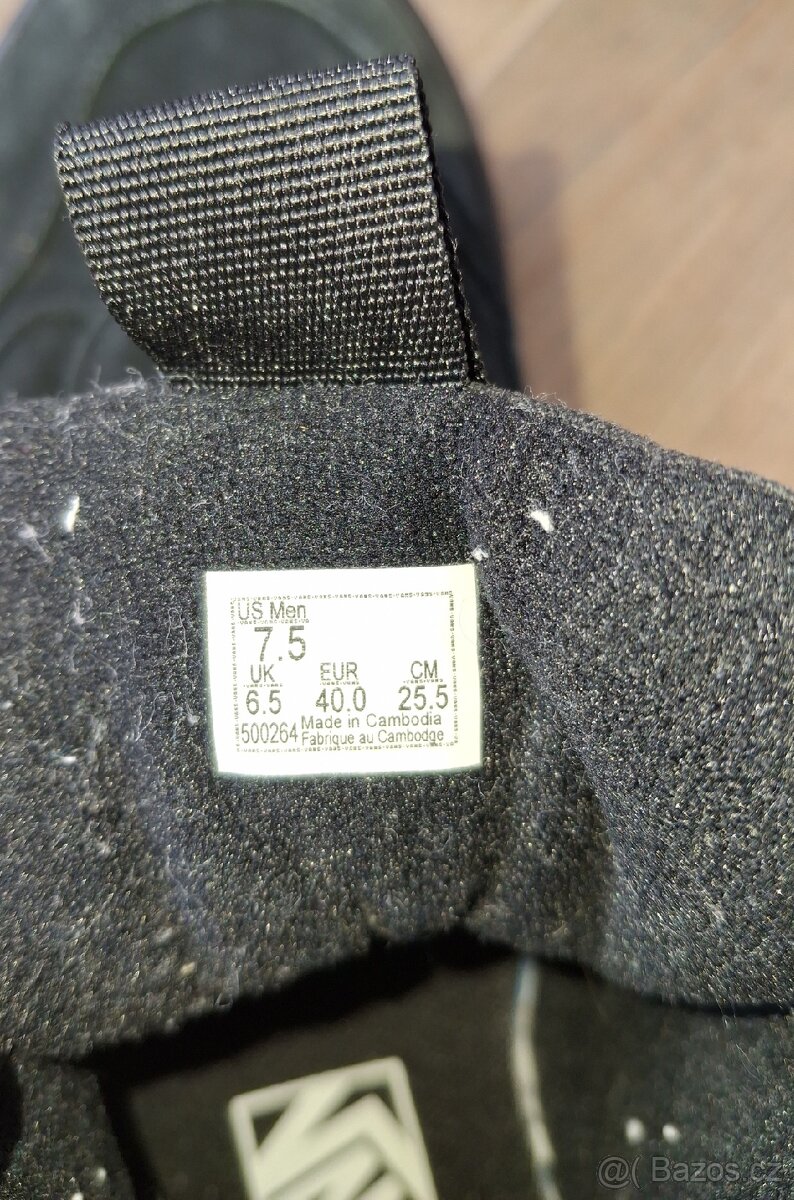 US Men
7.5
UK EUR CM
6.5 40.0 25.5
500264 Made in Cambodia
Fabrique au Cambodge
@( Bazos.cz